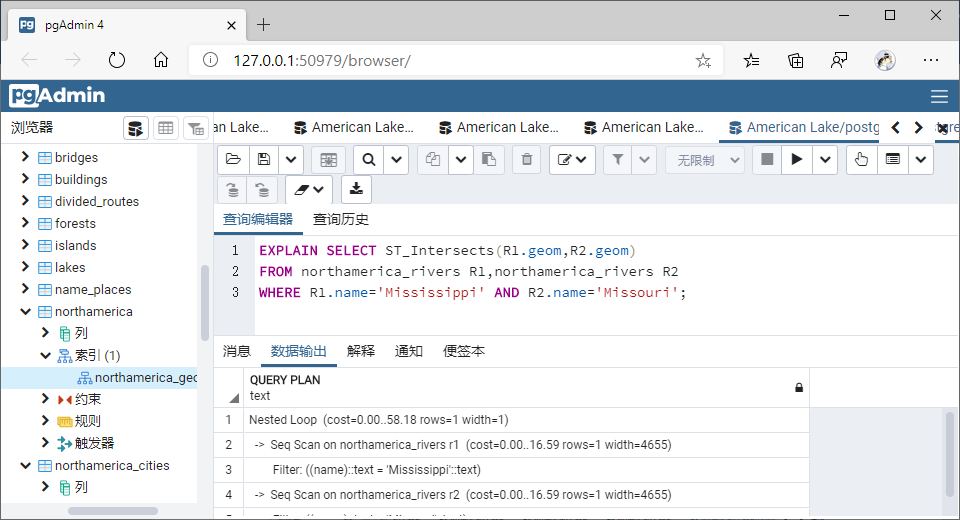 pgAdmin 4
127.0.0.1:50979/browser/
pgAdmin
浏览器
an Lake...
American Lake...
American Lake...
American Lake...
American Lake/postg
bridges
buildings
divided_routes
forests
islands
lakes
name_places
northamerica
列
索引 (1)
northamerica_geo
约束
规则
触发器
northamerica_cities
列
无限制
查询编辑器 查询历史
1 EXPLAIN SELECT ST_Intersects(R1.geom,R2.geom)
2 FROM northamerica_rivers R1,northamerica_rivers R2
3 WHERE R1.name='Mississippi' AND R2.name='Missouri';
消息 数据输出 解释 通知 便签本
QUERY PLAN
text
1 Nested Loop (cost=0.00..58.18 rows=1 width=1)
2 -> Seq Scan on northamerica_rivers r1 (cost=0.00..16.59 rows=1 width=4655)
3 Filter: ((name)::text = 'Mississippi'::text)
4 -> Seq Scan on northamerica_rivers r2 (cost=0.00..16.59 rows=1 width=4655)